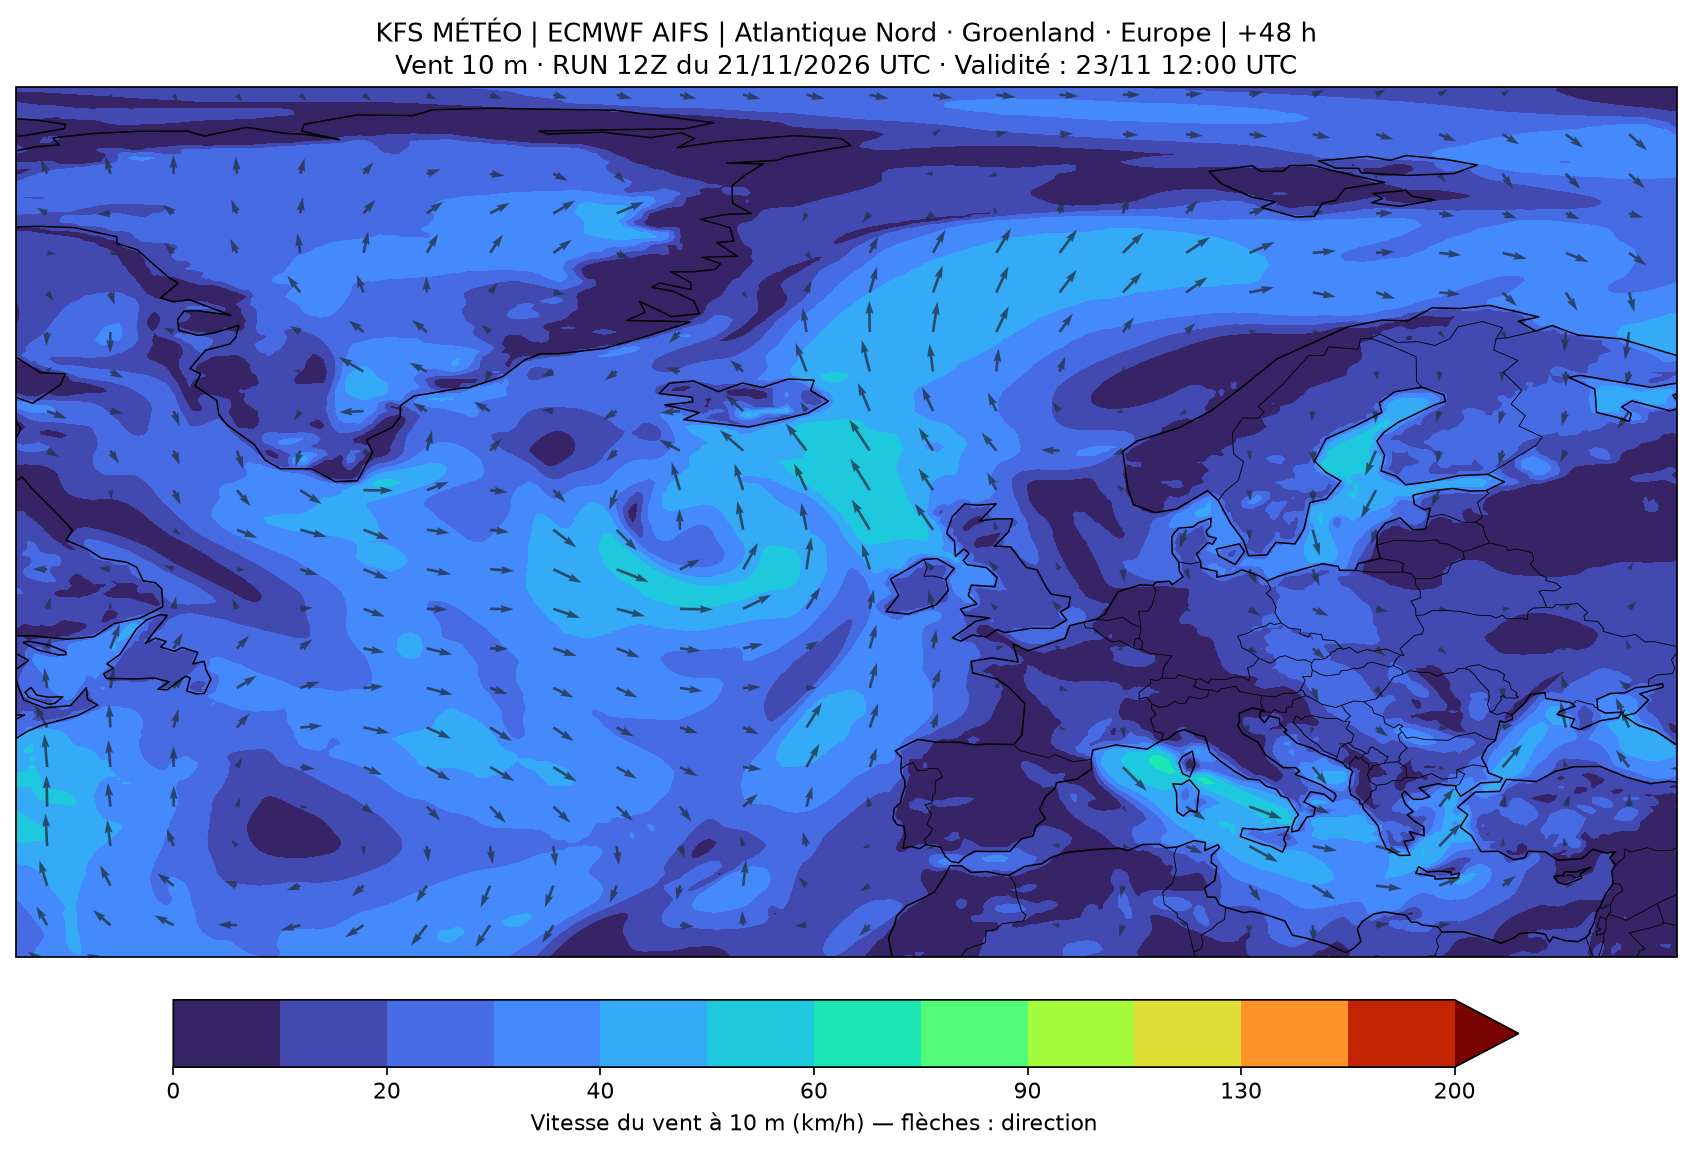 KFS MÉTÉO | ECMWF AIFS | Atlantique Nord · Groenland · Europe | +48 h
Vent 10 m · RUN 12Z du 21/11/2026 UTC · Validité : 23/11 12:00 UTC
0 20 40 60 90 130 200
Vitesse du vent à 10 m (km/h) — flèches : direction